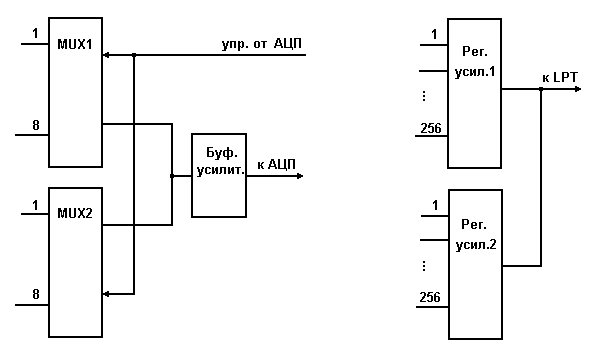 1
MUX1
8
упр. от АЦП
Буф.
усилит.
к АЦП
1
MUX2
8
1
Рег.
усил.1
...
256
к LPT
1
Рег.
усил.2
...
256